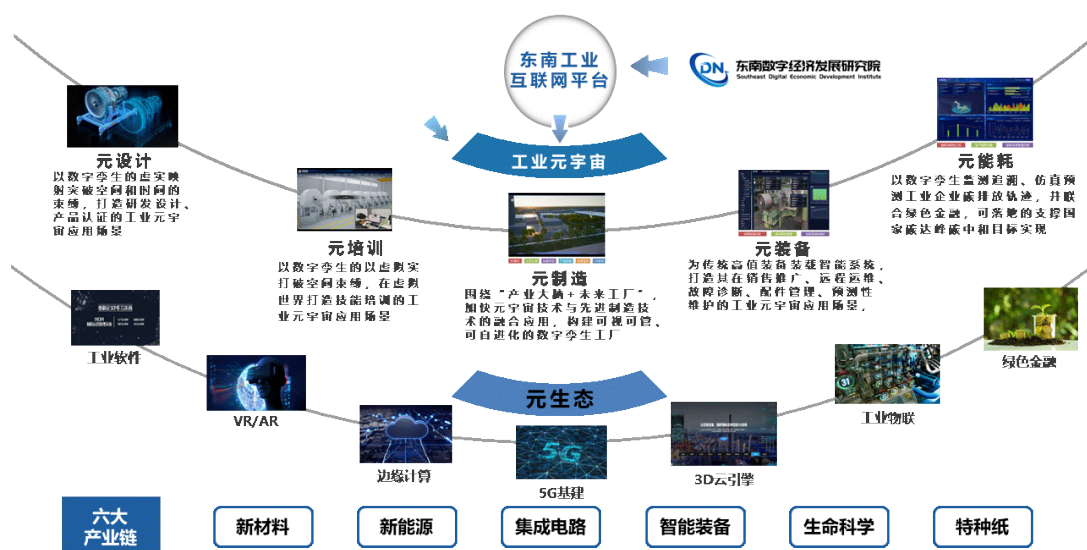 东南工业
互联网平台
DN
东南数字经济发展研究院
Southeast Digital Economic Development Institute
工业元宇宙
元设计
以数字孪生的虚实映
射突破空间和时间的
束缚，打造研发设计、
产品认证的工业元宇
宙应用场景
元培训
以数字孪生的以虚拟实
打破空间束缚，在虚拟
世界打造技能培训的工
业元宇宙应用场景
元制造
围绕“产业大脑+未来工厂”，
加快元宇宙技术与先进制造技
术的融合应用，构建可视可管、
可自进化的数字孪生工厂
元装备
为传统高值装备装载智能系统，
打造其在销售推广、远程运维、
故障诊断、配件管理、预测性
维护的工业元宇宙应用场景，
元能耗
以数字孪生监测追溯、仿真预
测工业企业碳排放轨迹，并联
合绿色金融，可落地的支撑国
家碳达峰碳中和目标实现
元生态
工业软件
VR/AR
边缘计算
5G
5G基建
3D云引擎
31
工业物联
绿色金融
六大
产业链
新材料
新能源
集成电路
智能装备
生命科学
特种纸